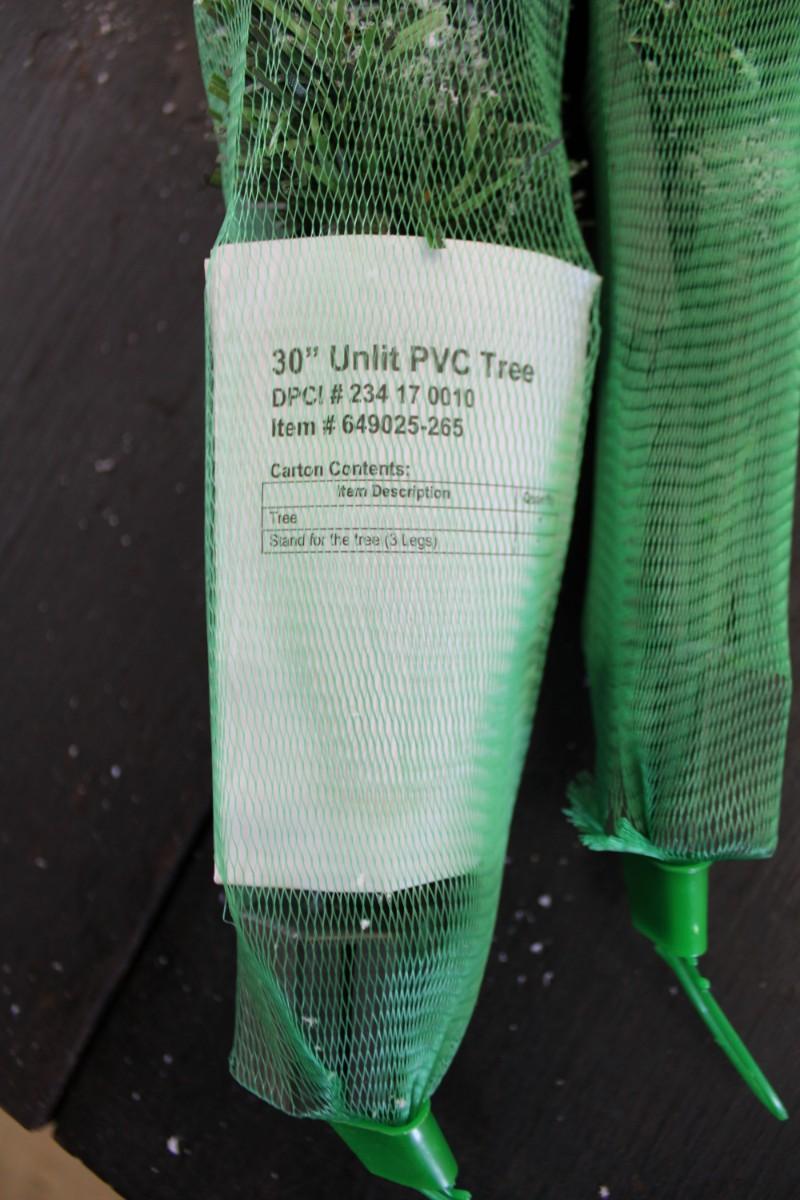 30” Unlit PVC Tree
DPCI # 234 17 0010
Item # 649025-265
Carton Contents:
Item Description
Tree
Stand for the tree (3 Legs)